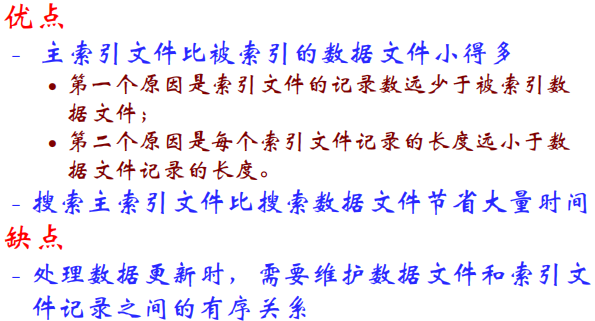 优点
- 主索引文件比被索引的数据文件小得多
• 第一个原因是索引文件的记录数远少于被索引数
据文件；
• 第二个原因是每个索引文件记录的长度远小于数
据文件记录的长度。
- 搜索主索引文件比搜索数据文件节省大量时间
缺点
- 处理数据更新时，需要维护数据文件和索引文
件记录之间的有序关系